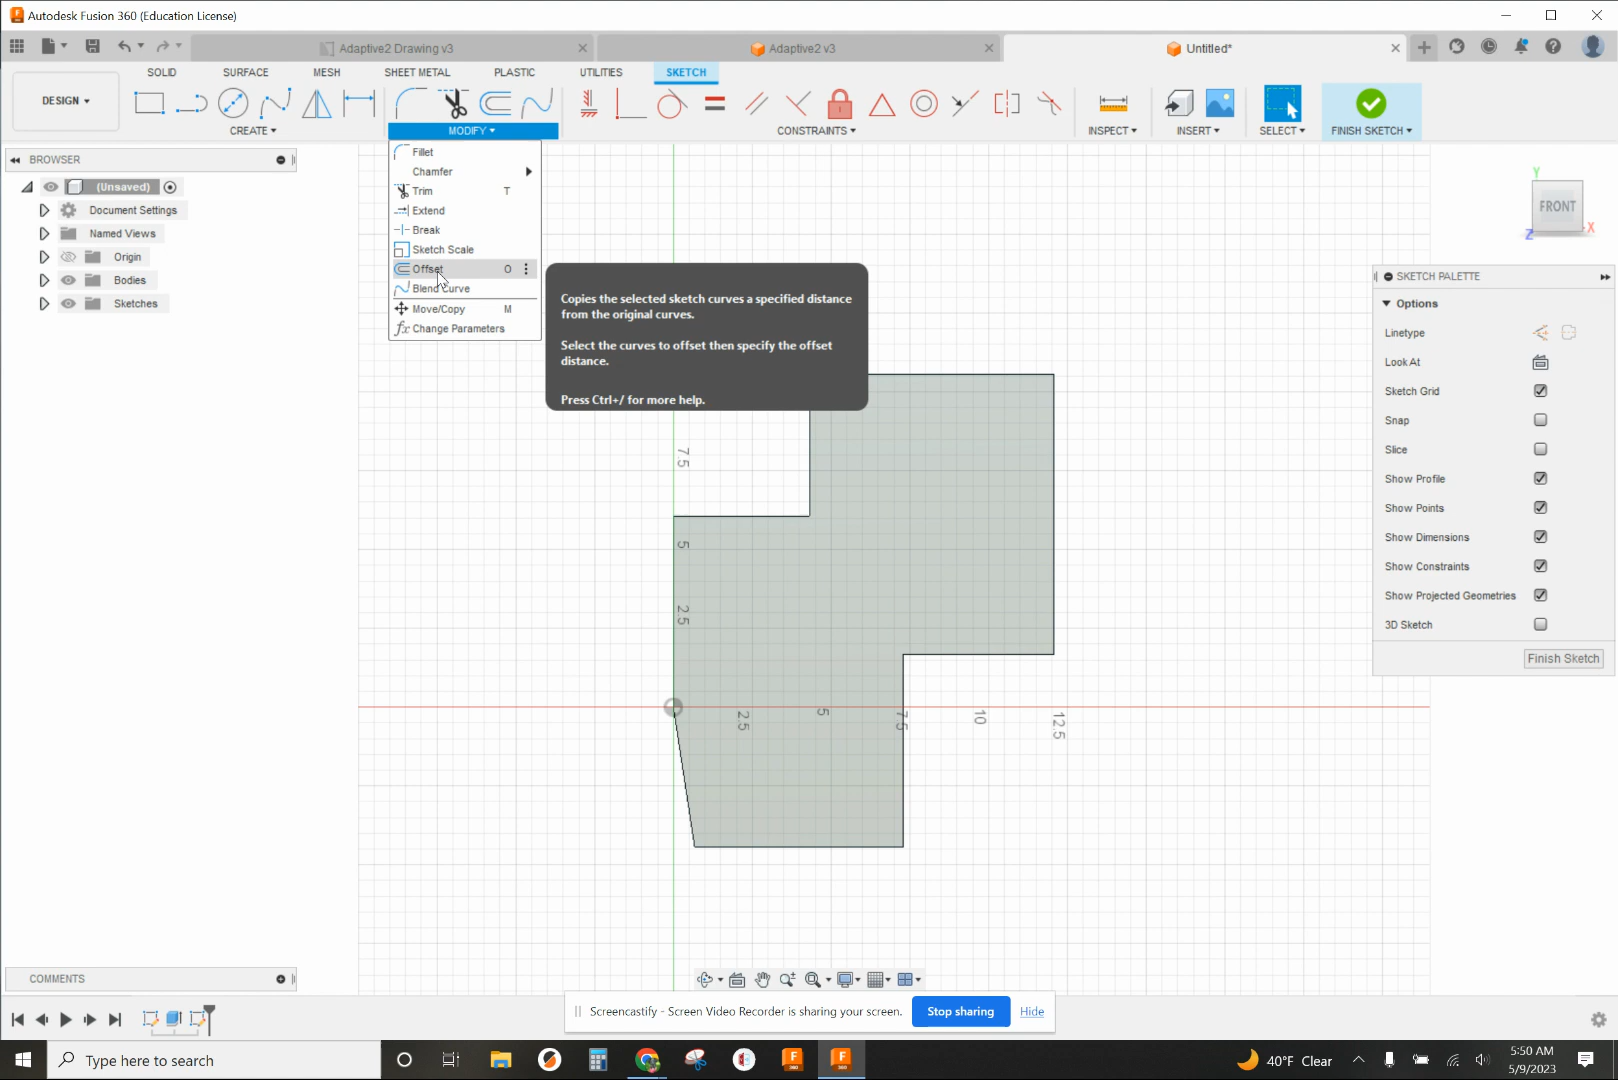 Autodesk Fusion 360 (Education License)
Adaptive2 Drawing v3
Adaptive2 v3
Untitled*
SOLID
SURFACE
MESH
SHEET METAL
PLASTIC
UTILITIES
SKETCH
DESIGN
CREATE
MODIFY
CONSTRAINTS
INSPECT
INSERT
SELECT
FINISH SKETCH
BROWSER
(Unsaved)
Document Settings
Named Views
Origin
Bodies
Sketches
Fillet
Chamfer
Trim T
Extend
Break
Sketch Scale
Offset O
Blend Curve
Move/Copy M
fx Change Parameters
Copies the selected sketch curves a specified distance
from the original curves.
Select the curves to offset then specify the offset
distance.
Press Ctrl+/ for more help.
Y
FRONT
X
Z
7.5
5
2.5
2.5
5
7.5
10
12.5
SKETCH PALETTE
Options
Linetype
Look At
Sketch Grid
Snap
Slice
Show Profile
Show Points
Show Dimensions
Show Constraints
Show Projected Geometries
3D Sketch
Finish Sketch
COMMENTS
Screencastify - Screen Video Recorder is sharing your screen.
Stop sharing
Hide
Type here to search
F
360
F
360
40°F Clear
5:50 AM
5/9/2023